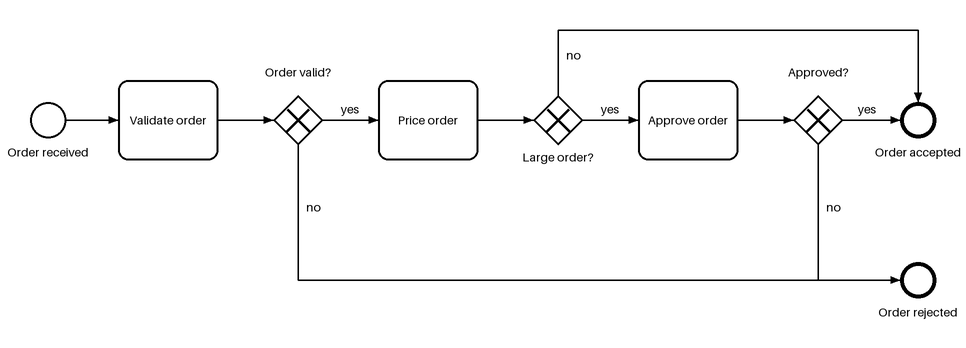 no
Order valid?
Approved?
yes
yes
yes
Validate order
Price order
Approve order
Order received
Large order?
Order accepted
no
no
Order rejected